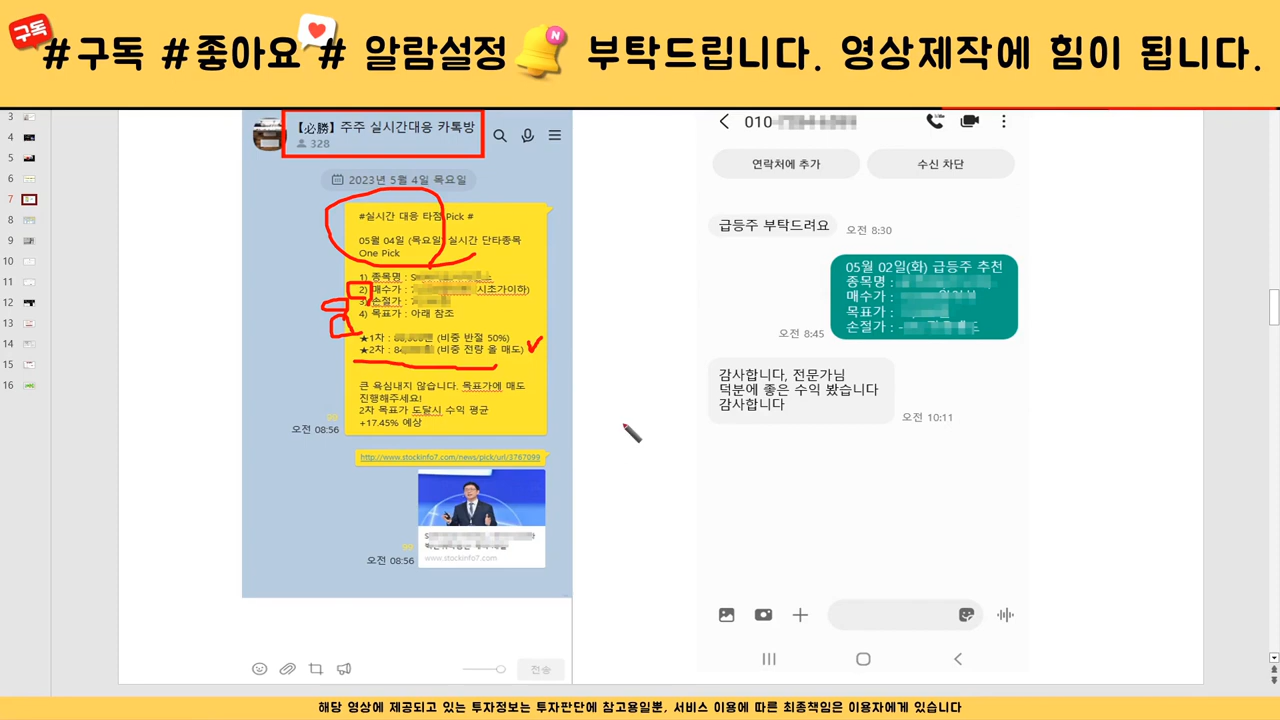 구독
#구독 #좋아요 # 알람설정 N 부탁드립니다. 영상제작에 힘이 됩니다.
3
4
5
6
7
8
9
10
11
12
13
14
15
16
【必勝】 주주 실시간대응 카톡방
328
2023년 5월 4일 목요일
#실시간 대응 타점 Pick #
05월 04일 (목요일) 실시간 단타종목
One Pick
1) 종목명 :
2) 매수가 : 시초가이하)
3) 손절가 :
4) 목표가 : 아래 참조
★1차 : (비중 반절 50%)
★2차 : (비중 전량 올 매도)
큰 욕심내지 않습니다. 목표가에 매도
진행해주세요!
2차 목표가 도달시 수익 평균
+17.45% 예상
오전 08:56
http://www.stockinfo7.com/news/pick/url/3767099
www.stockinfo7.com
오전 08:56
전송
010-
연락처에 추가
수신 차단
급등주 부탁드려요
오전 8:30
05월 02일(화) 급등주 추천
종목명 :
매수가 :
목표가 :
손절가 : -
오전 8:45
감사합니다, 전문가님
덕분에 좋은 수익 봤습니다
감사합니다
오전 10:11
해당 영상에 제공되고 있는 투자정보는 투자판단에 참고용일뿐, 서비스 이용에 따른 최종책임은 이용자에게 있습니다